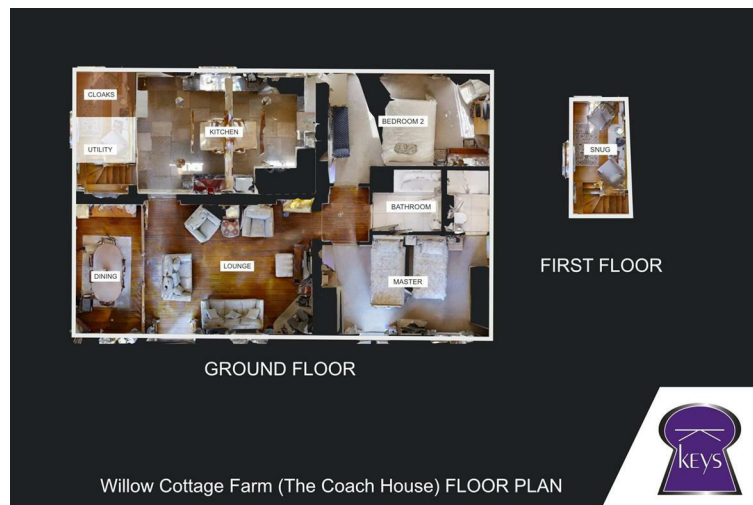 CLOAKS
KITCHEN
UTILITY
BEDROOM 2
SNUG
BATHROOM
DINING
LOUNGE
MASTER
FIRST FLOOR
GROUND FLOOR
KEYS
Willow Cottage Farm (The Coach House) FLOOR PLAN